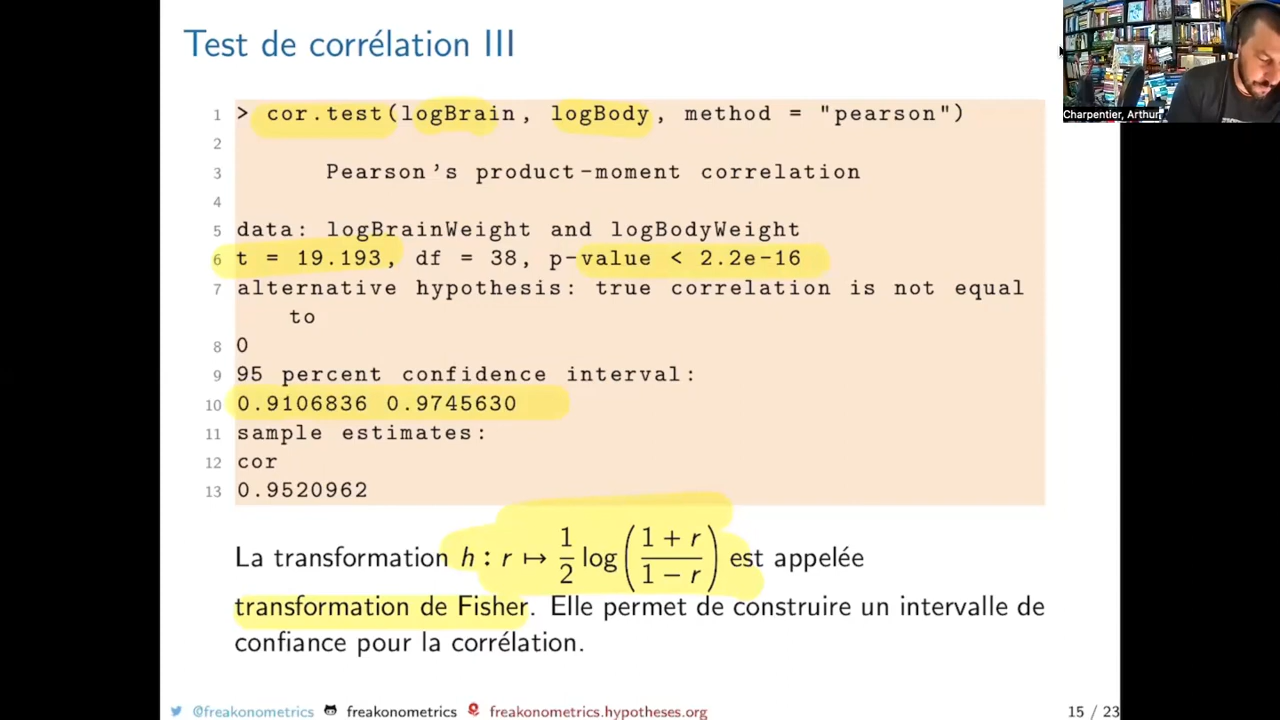 Test de corrélation III
Charpentier, Arthur
1 > cor.test(logBrain, logBody, method = "pearson")
2
3 Pearson's product-moment correlation
4
5 data: logBrainWeight and logBodyWeight
6 t = 19.193, df = 38, p-value < 2.2e-16
7 alternative hypothesis: true correlation is not equal
to
8 0
9 95 percent confidence interval:
10 0.9106836 0.9745630
11 sample estimates:
12 cor
13 0.9520962
La transformation h : r ↦ 1/2 log((1 + r)/(1 − r)) est appelée
transformation de Fisher. Elle permet de construire un intervalle de
confiance pour la corrélation.
@freakonometrics freakonometrics freakonometrics.hypotheses.org 15 / 23